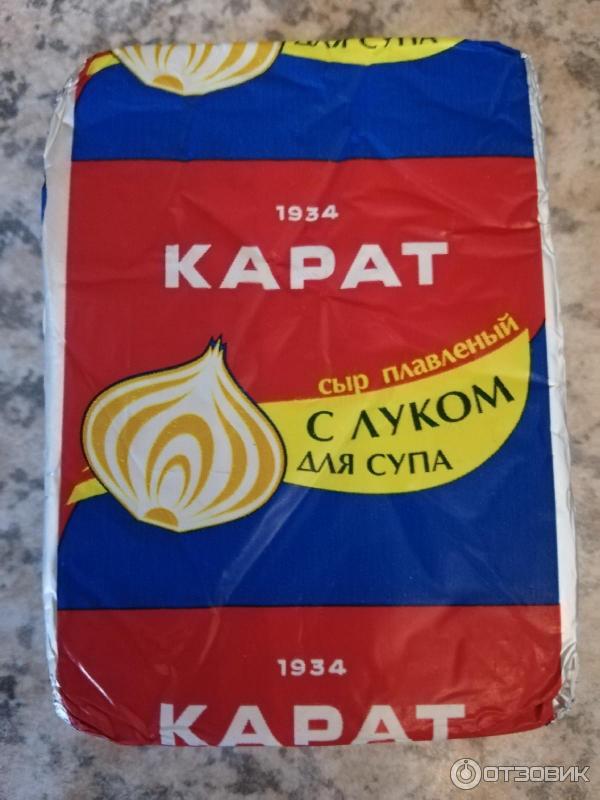 ДЛЯ СУПА
1934
КАРАТ
сыр плавленый
С ЛУКОМ
ДЛЯ СУПА
1934
КАРАТ
ОТЗОВИК